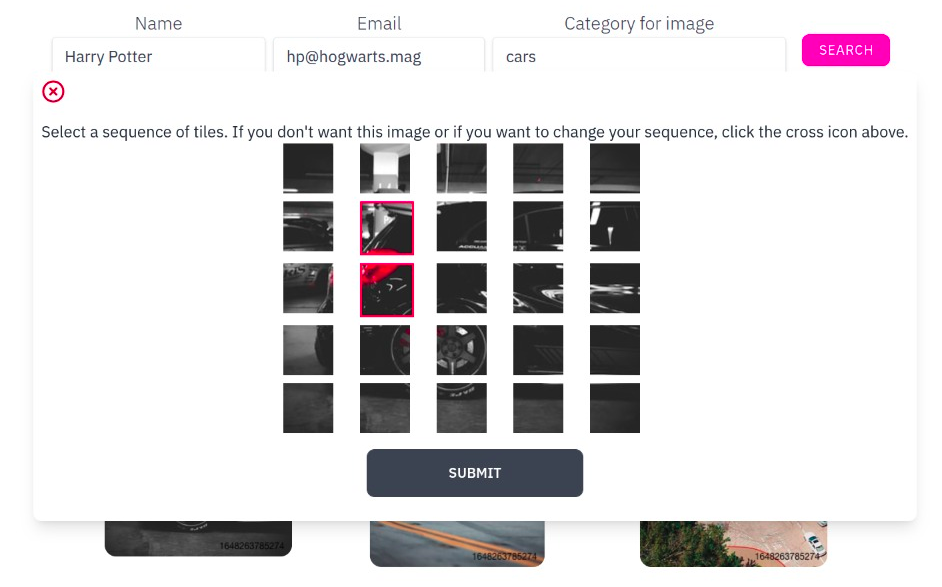 Name Email Category for image
Harry Potter hp@hogwarts.mag cars SEARCH
Select a sequence of tiles. If you don't want this image or if you want to change your sequence, click the cross icon above.
SUBMIT
1648263785274 1648263785274 1648263785274